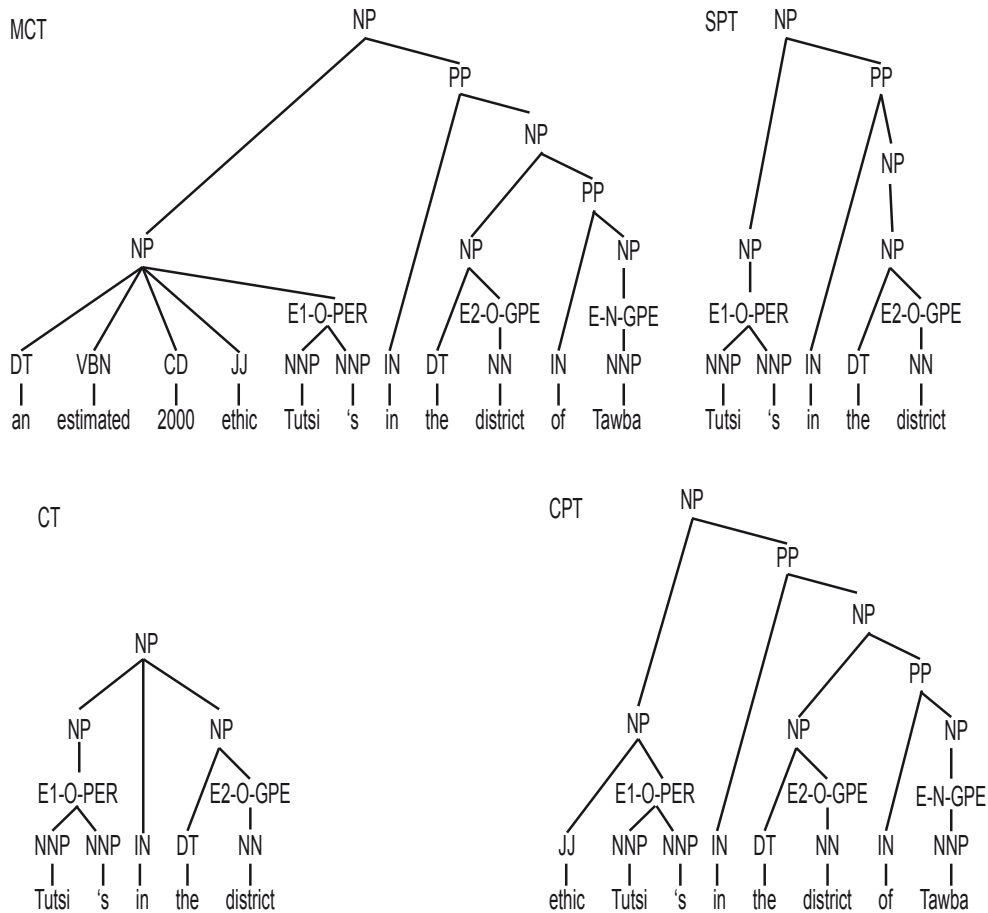 MCT NP SPT NP
PP PP
NP NP
PP
NP NP NP NP NP
E1-O-PER E2-O-GPE E-N-GPE E1-O-PER E2-O-GPE
DT VBN CD JJ NNP NNP IN DT NN IN NNP NNP NNP IN DT NN
an estimated 2000 ethic Tutsi ‘s in the district of Tawba Tutsi ‘s in the district
CT CPT NP
PP
NP NP
PP
NP NP NP NP NP
E1-O-PER E2-O-GPE E1-O-PER E2-O-GPE E-N-GPE
NNP NNP IN DT NN JJ NNP NNP IN DT NN IN NNP
Tutsi ‘s in the district ethic Tutsi ‘s in the district of Tawba